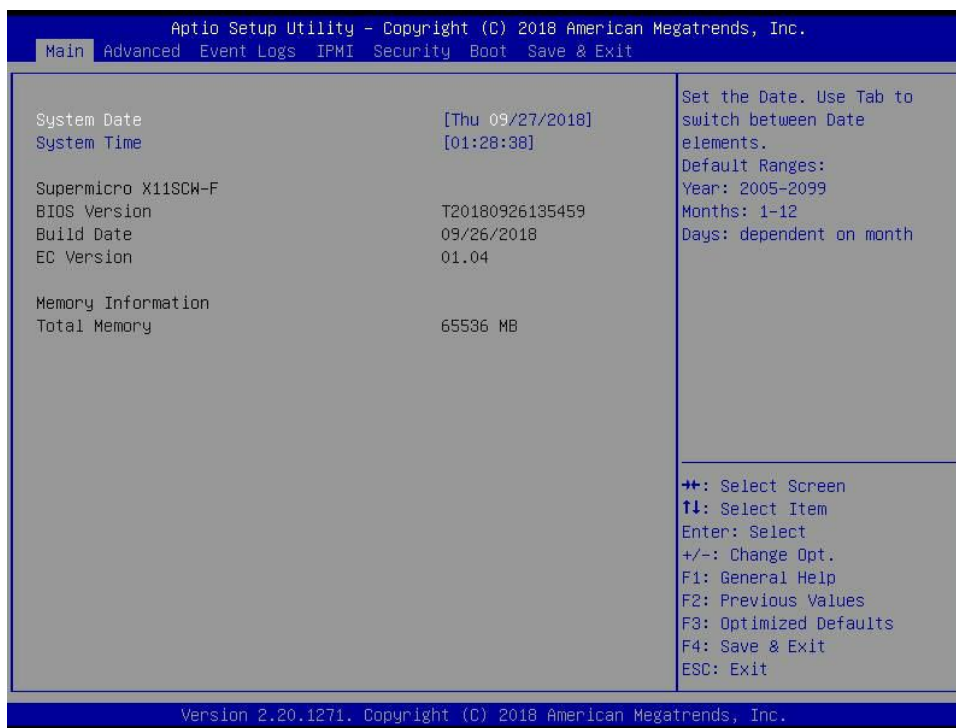 Aptio Setup Utility – Copyright (C) 2018 American Megatrends, Inc.
Main Advanced Event Logs IPMI Security Boot Save & Exit
System Date [Thu 09/27/2018]
System Time [01:28:38]
Supermicro X11SCW-F
BIOS Version T20180926135459
Build Date 09/26/2018
EC Version 01.04
Memory Information
Total Memory 65536 MB
Set the Date. Use Tab to
switch between Date
elements.
Default Ranges:
Year: 2005-2099
Months: 1-12
Days: dependent on month
→←: Select Screen
↑↓: Select Item
Enter: Select
+/-: Change Opt.
F1: General Help
F2: Previous Values
F3: Optimized Defaults
F4: Save & Exit
ESC: Exit
Version 2.20.1271. Copyright (C) 2018 American Megatrends, Inc.